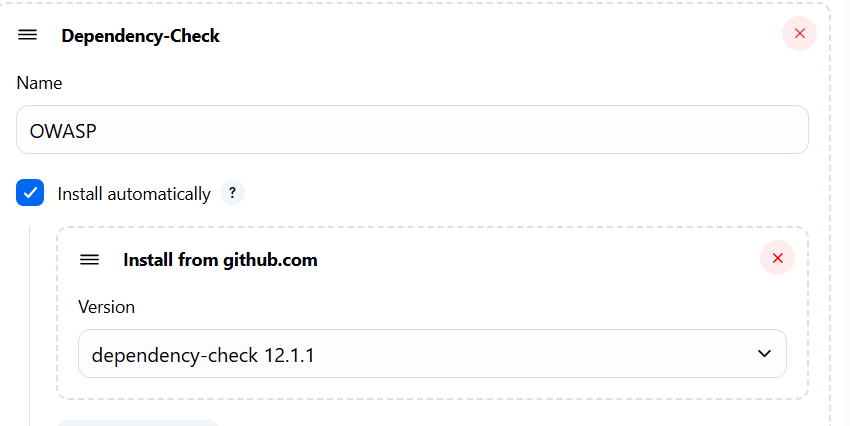 Dependency-Check
Name
OWASP
Install automatically ?
Install from github.com
Version
dependency-check 12.1.1